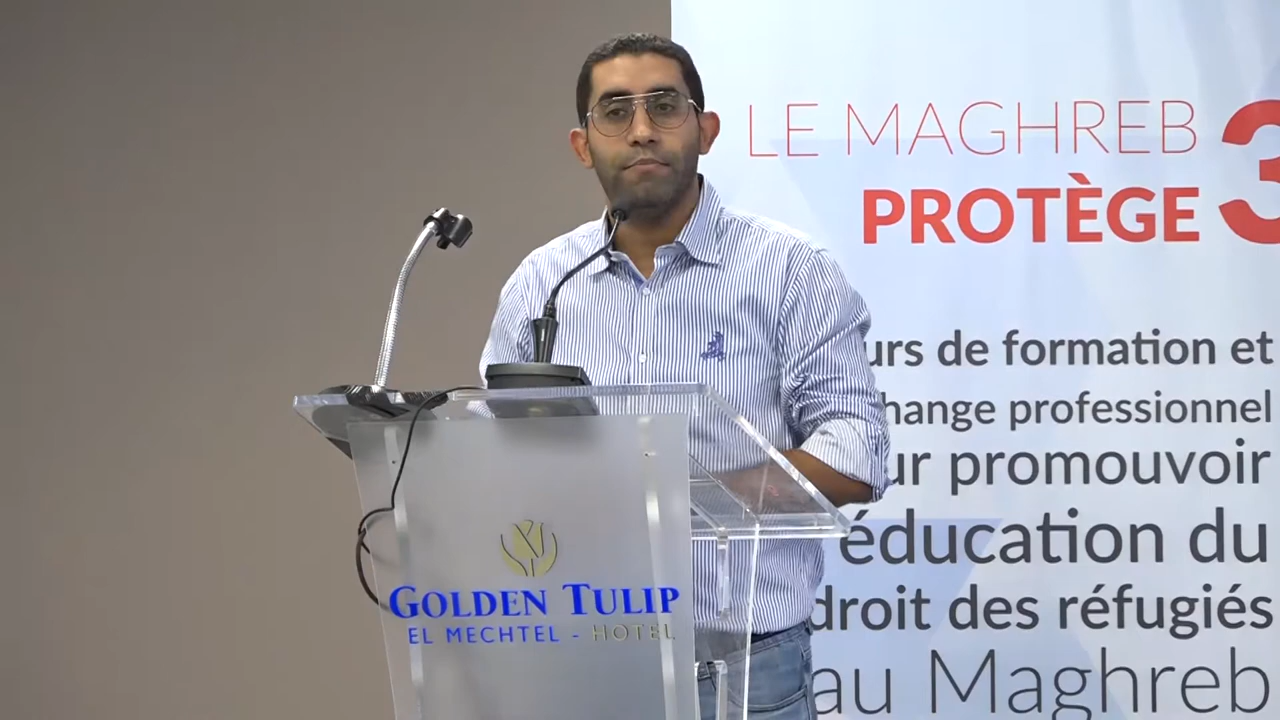 LE MAGHREB
PROTÈGE 3
urs de formation et
hange professionnel
ur promouvoir
éducation du
droit des réfugiés
au Maghreb
GOLDEN TULIP
EL MECHTEL - HOTEL